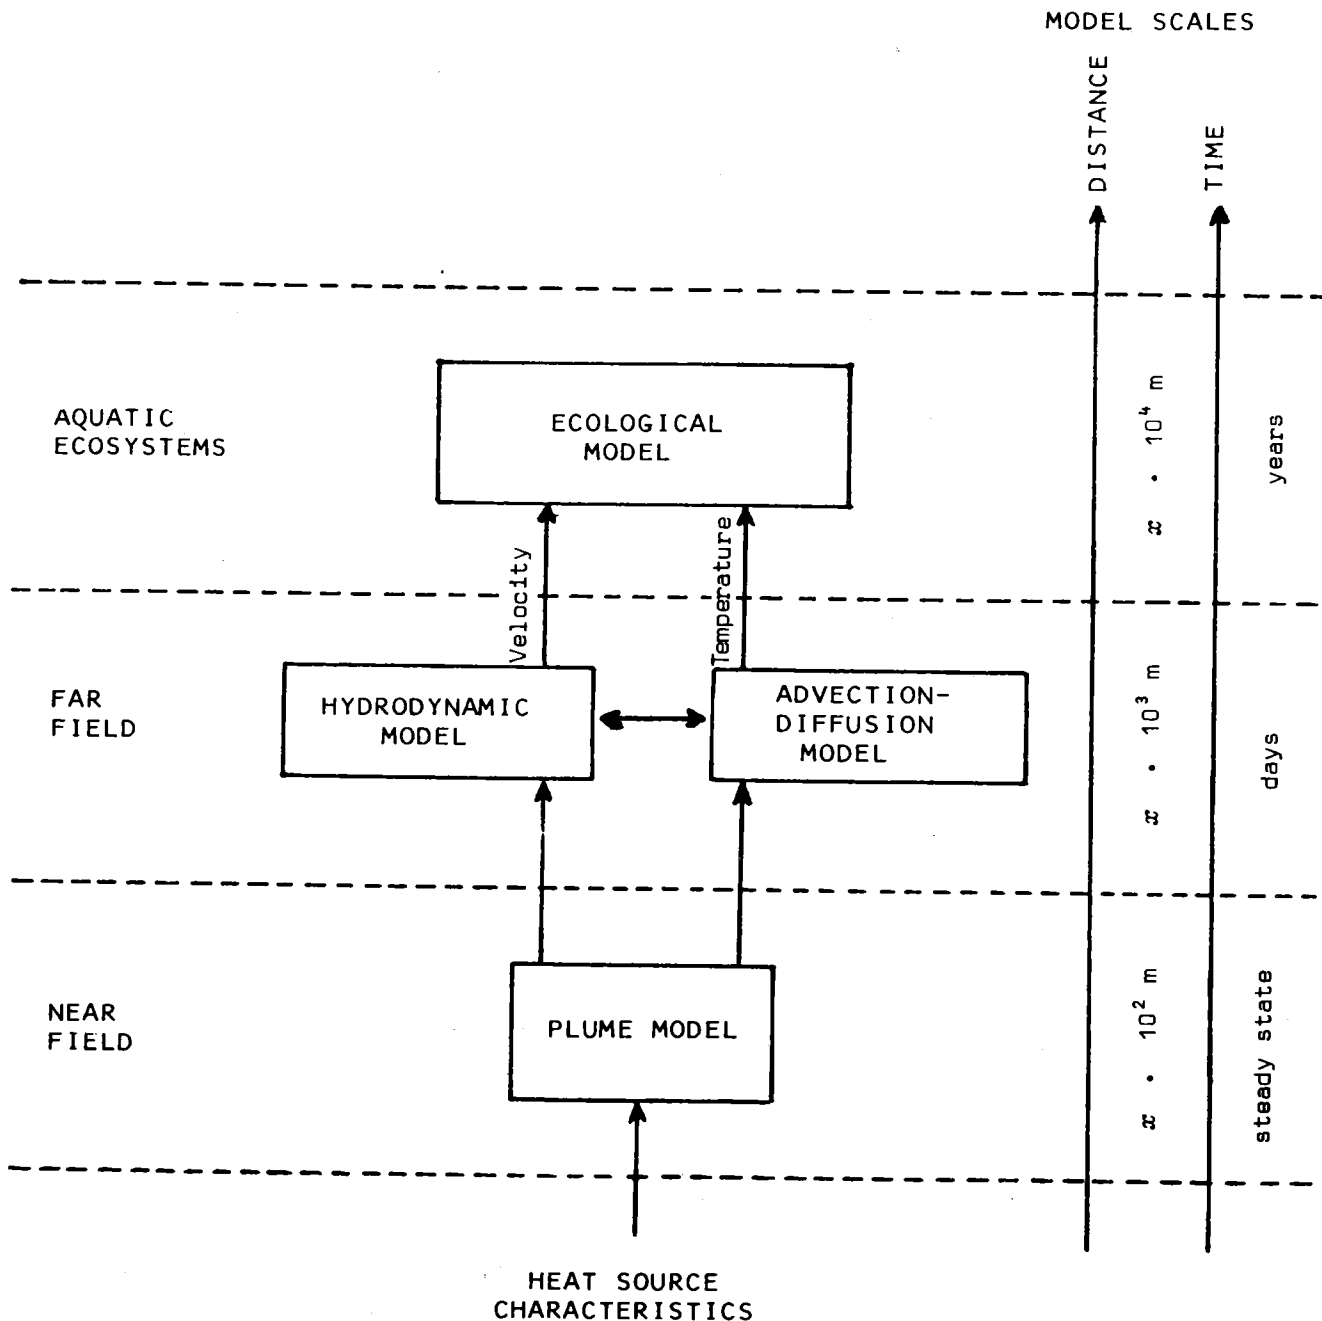 MODEL SCALES
DISTANCE
TIME
AQUATIC
ECOSYSTEMS
ECOLOGICAL
MODEL
x · 10⁴ m
years
Velocity
Temperature
FAR
FIELD
HYDRODYNAMIC
MODEL
ADVECTION-
DIFFUSION
MODEL
x · 10³ m
days
NEAR
FIELD
PLUME MODEL
x · 10² m
steady state
HEAT SOURCE
CHARACTERISTICS